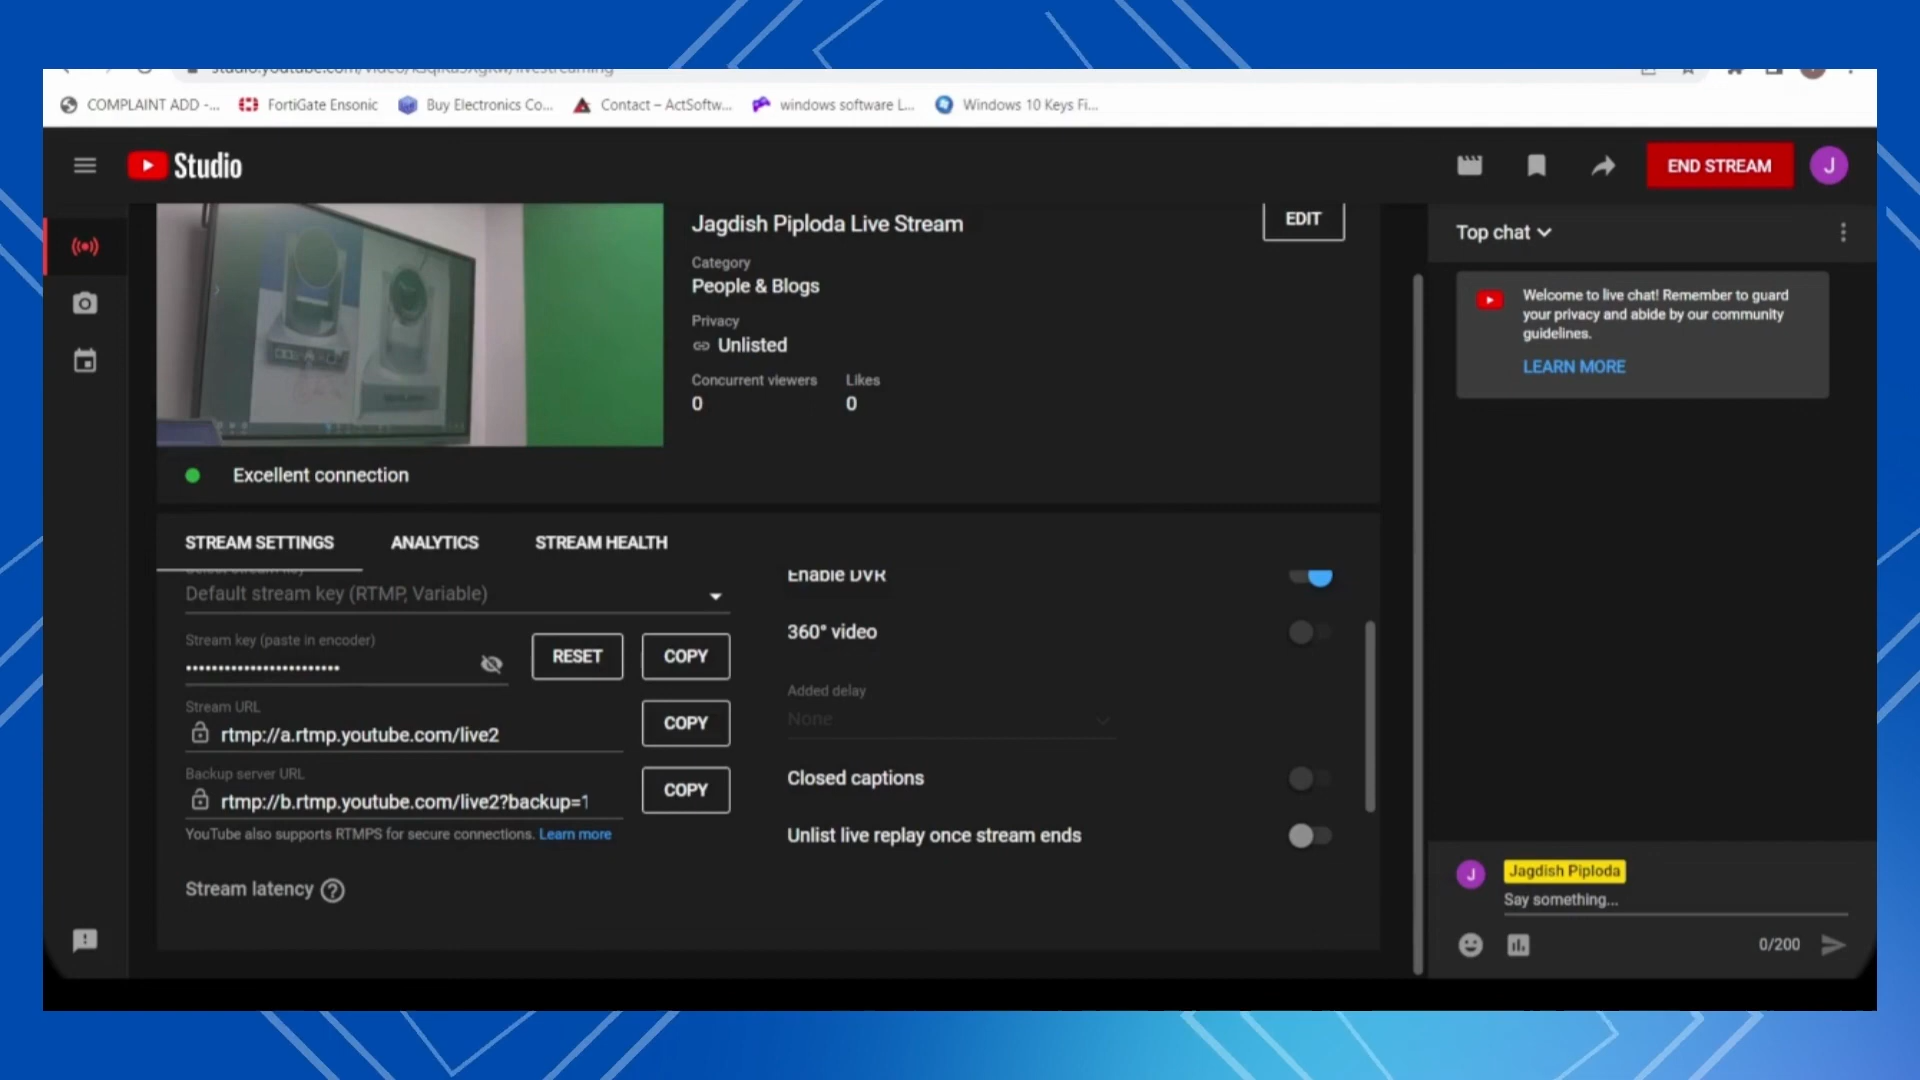 COMPLAINT ADD -... FortiGate Ensonic Buy Electronics Co... Contact – ActSoftw... windows software L... Windows 10 Keys Fi...
Studio
END STREAM
J
Jagdish Piploda Live Stream
EDIT
Category
People & Blogs
Privacy
Unlisted
Concurrent viewers Likes
0 0
Excellent connection
STREAM SETTINGS ANALYTICS STREAM HEALTH
Default stream key (RTMP, Variable)
Stream key (paste in encoder)
RESET COPY
Stream URL
rtmp://a.rtmp.youtube.com/live2
COPY
Backup server URL
rtmp://b.rtmp.youtube.com/live2?backup=1
COPY
YouTube also supports RTMPS for secure connections. Learn more
Stream latency
Enable DVR
360° video
Added delay
None
Closed captions
Unlist live replay once stream ends
Top chat
Welcome to live chat! Remember to guard
your privacy and abide by our community
guidelines.
LEARN MORE
J
Jagdish Piploda
Say something...
0/200